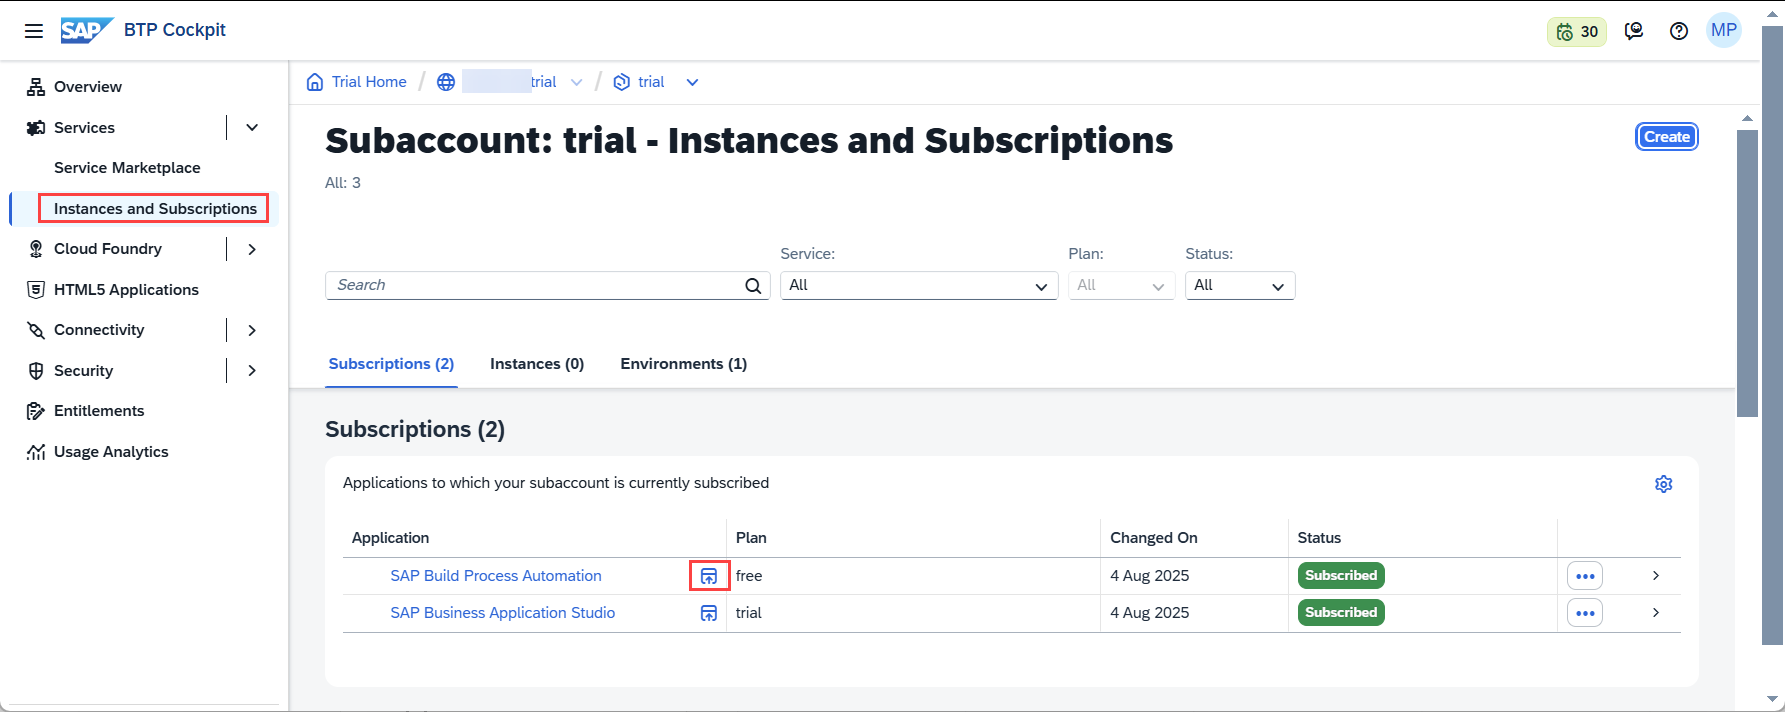 SAP BTP Cockpit
30
MP
Overview
Services
Service Marketplace
Instances and Subscriptions
Cloud Foundry
HTML5 Applications
Connectivity
Security
Entitlements
Usage Analytics
Trial Home / trial / trial
Subaccount: trial - Instances and Subscriptions
Create
All: 3
Service: Plan: Status:
Search All All All
Subscriptions (2) Instances (0) Environments (1)
Subscriptions (2)
Applications to which your subaccount is currently subscribed
Application Plan Changed On Status
SAP Build Process Automation free 4 Aug 2025 Subscribed
SAP Business Application Studio trial 4 Aug 2025 Subscribed